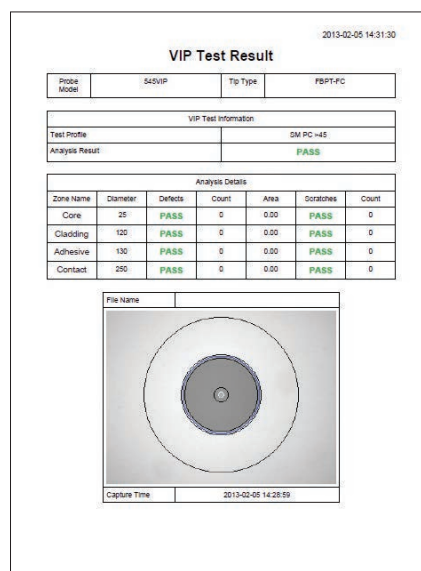 2013-02-05 14:31:30
VIP Test Result
Probe Model 545VIP Tip Type FBPT-FC
VIP Test Information
Test Profile SM PC >45
Analysis Result PASS
Analysis Details
Zone Name Diameter Defects Count Area Scratches Count
Core 25 PASS 0 0.00 PASS 0
Cladding 120 PASS 0 0.00 PASS 0
Adhesive 130 PASS 0 0.00 PASS 0
Contact 250 PASS 0 0.00 PASS 0
File Name
Capture Time 2013-02-05 14:28:59